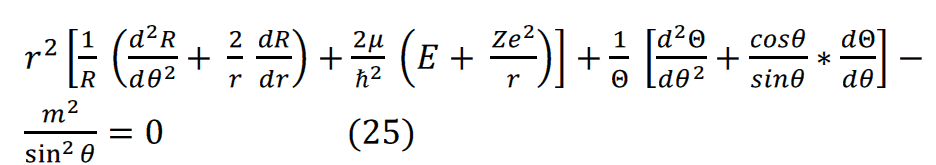 r² [1/R (d²R/dθ² + 2/r dR/dr) + 2μ/ħ² (E + Ze²/r)] + 1/Θ [d²Θ/dθ² + cosθ/sinθ * dΘ/dθ] −
m²/sin² θ = 0 (25)